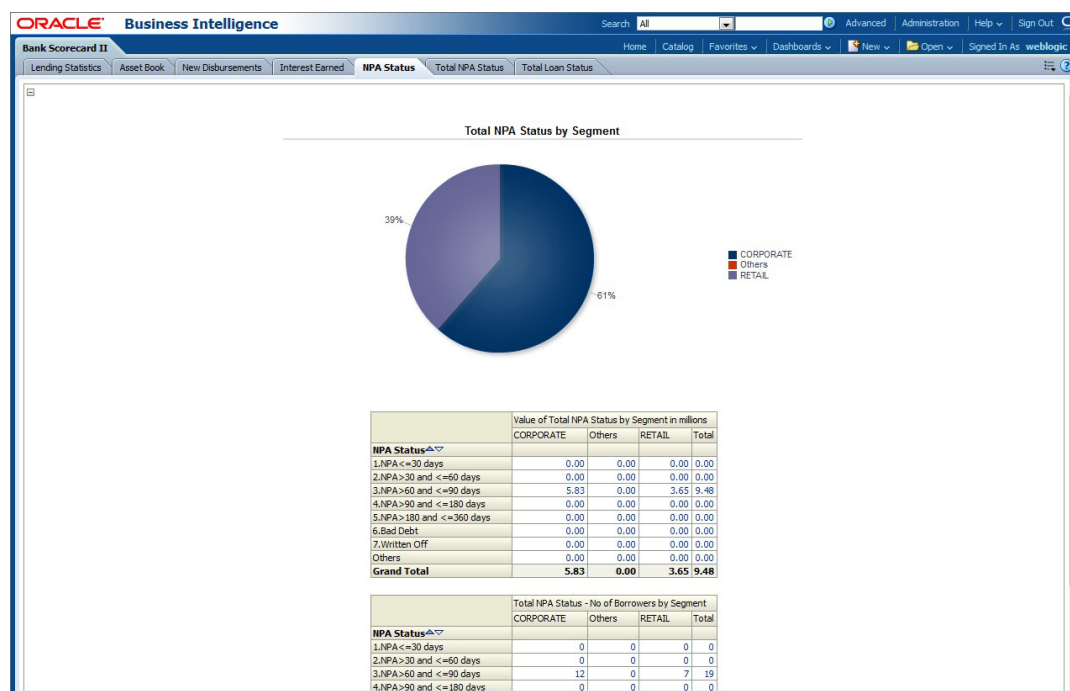 ORACLE Business Intelligence Search All Advanced Administration Help Sign Out
Bank Scorecard II Home Catalog Favorites Dashboards New Open Signed In As weblogic
Lending Statistics Asset Book New Disbursements Interest Earned NPA Status Total NPA Status Total Loan Status
Total NPA Status by Segment
39%
CORPORATE
Others
RETAIL
61%
Value of Total NPA Status by Segment in millions
CORPORATE Others RETAIL Total
NPA Status
1.NPA<=30 days 0.00 0.00 0.00 0.00
2.NPA>30 and <=60 days 0.00 0.00 0.00 0.00
3.NPA>60 and <=90 days 5.83 0.00 3.65 9.48
4.NPA>90 and <=180 days 0.00 0.00 0.00 0.00
5.NPA>180 and <=360 days 0.00 0.00 0.00 0.00
6.Bad Debt 0.00 0.00 0.00 0.00
7.Written Off 0.00 0.00 0.00 0.00
Others 0.00 0.00 0.00 0.00
Grand Total 5.83 0.00 3.65 9.48
Total NPA Status - No of Borrowers by Segment
CORPORATE Others RETAIL Total
NPA Status
1.NPA<=30 days 0 0 0 0
2.NPA>30 and <=60 days 0 0 0 0
3.NPA>60 and <=90 days 12 0 7 19
4.NPA>90 and <=180 days 0 0 0 0